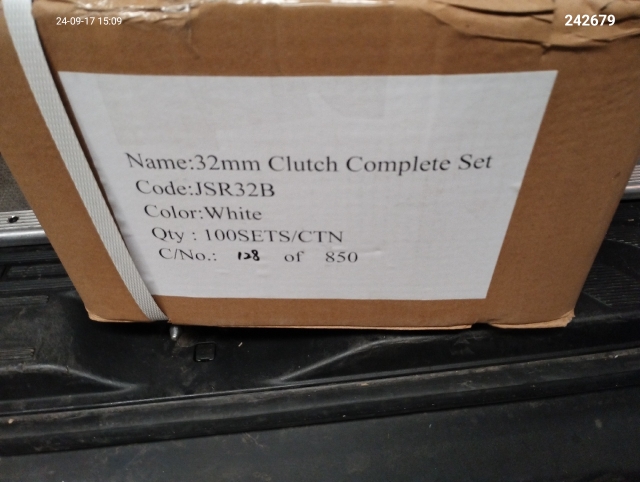 24-09-17 15:09
242679
Name:32mm Clutch Complete Set
Code:JSR32B
Color:White
Qty : 100SETS/CTN
C/No.: 128 of 850